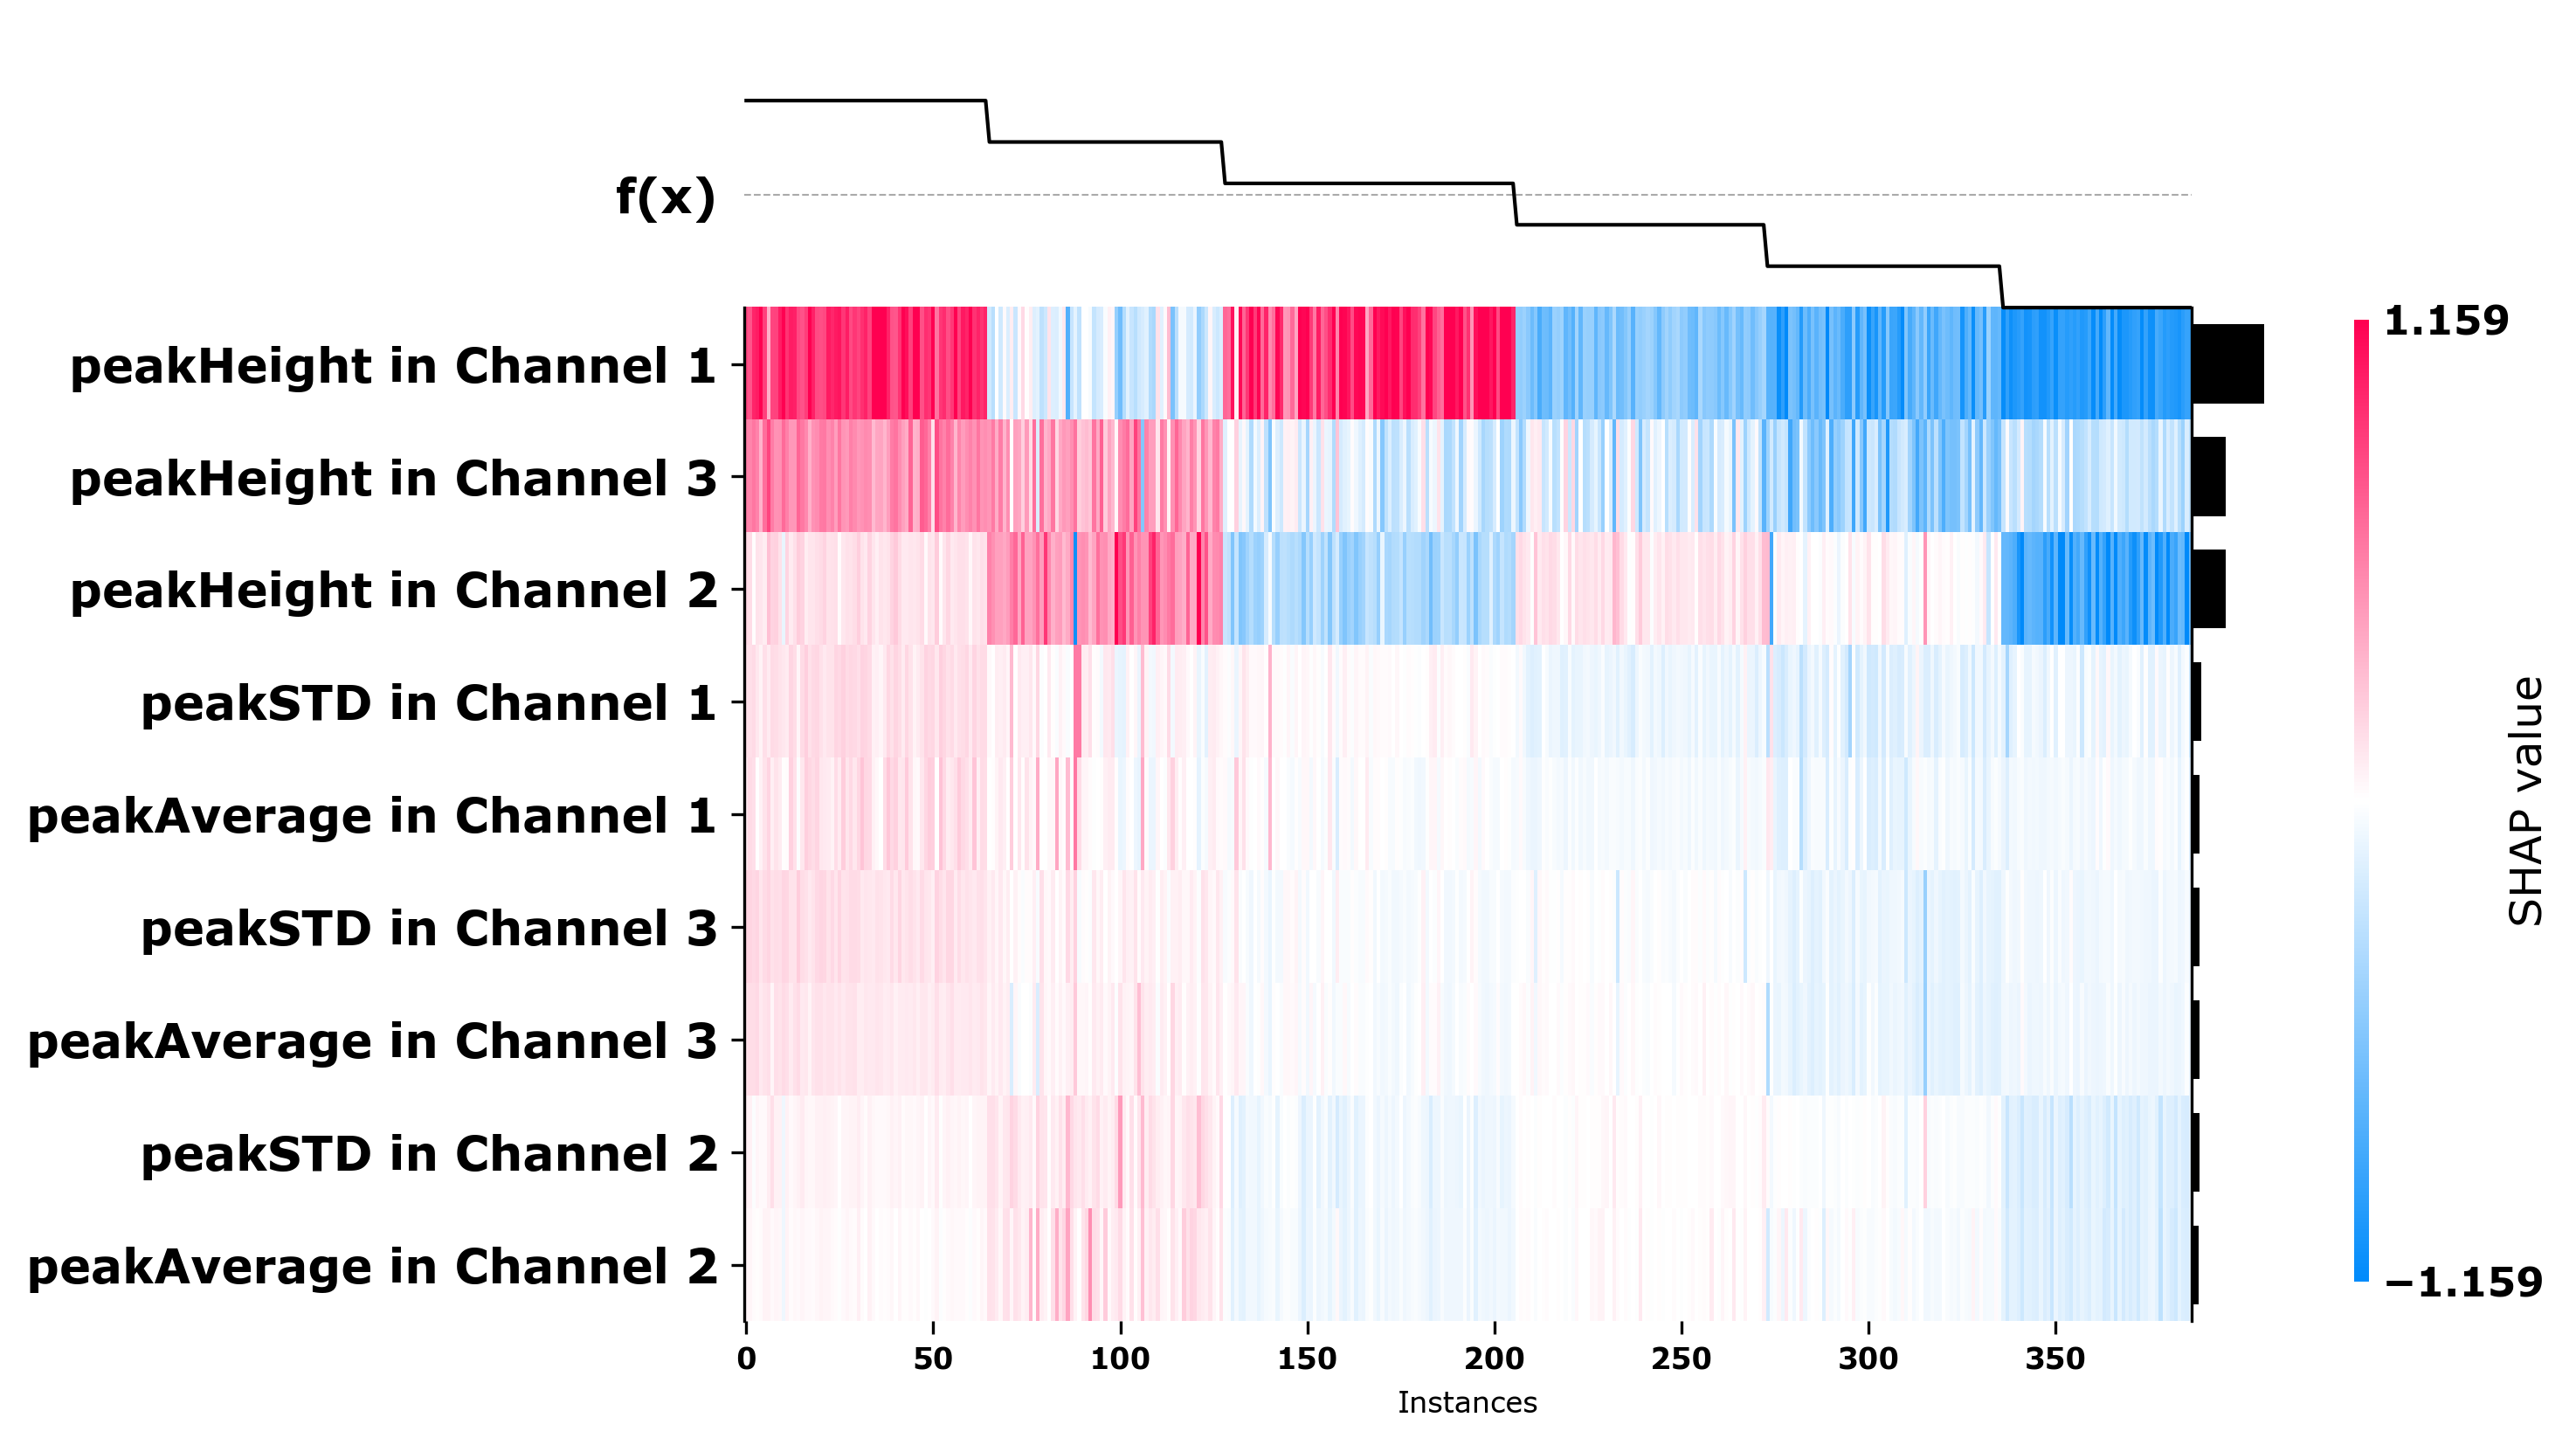 f(x)
1.159
peakHeight in Channel 1
peakHeight in Channel 3
peakHeight in Channel 2
peakSTD in Channel 1
peakAverage in Channel 1
peakSTD in Channel 3
peakAverage in Channel 3
peakSTD in Channel 2
peakAverage in Channel 2
SHAP value
−1.159
0 50 100 150 200 250 300 350
Instances